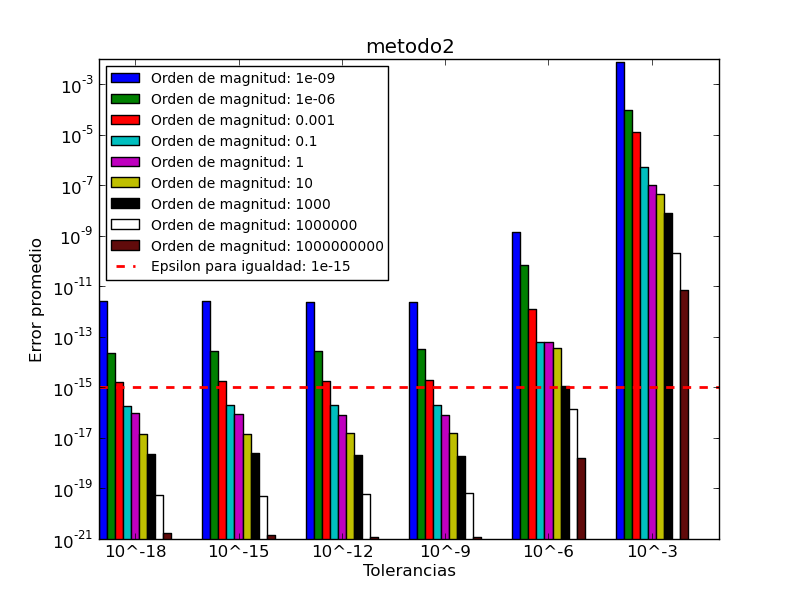 metodo2
Orden de magnitud: 1e-09
Orden de magnitud: 1e-06
Orden de magnitud: 0.001
Orden de magnitud: 0.1
Orden de magnitud: 1
Orden de magnitud: 10
Orden de magnitud: 1000
Orden de magnitud: 1000000
Orden de magnitud: 1000000000
Epsilon para igualdad: 1e-15
Error promedio
10^-3
10^-5
10^-7
10^-9
10^-11
10^-13
10^-15
10^-17
10^-19
10^-21
10^-18 10^-15 10^-12 10^-9 10^-6 10^-3
Tolerancias